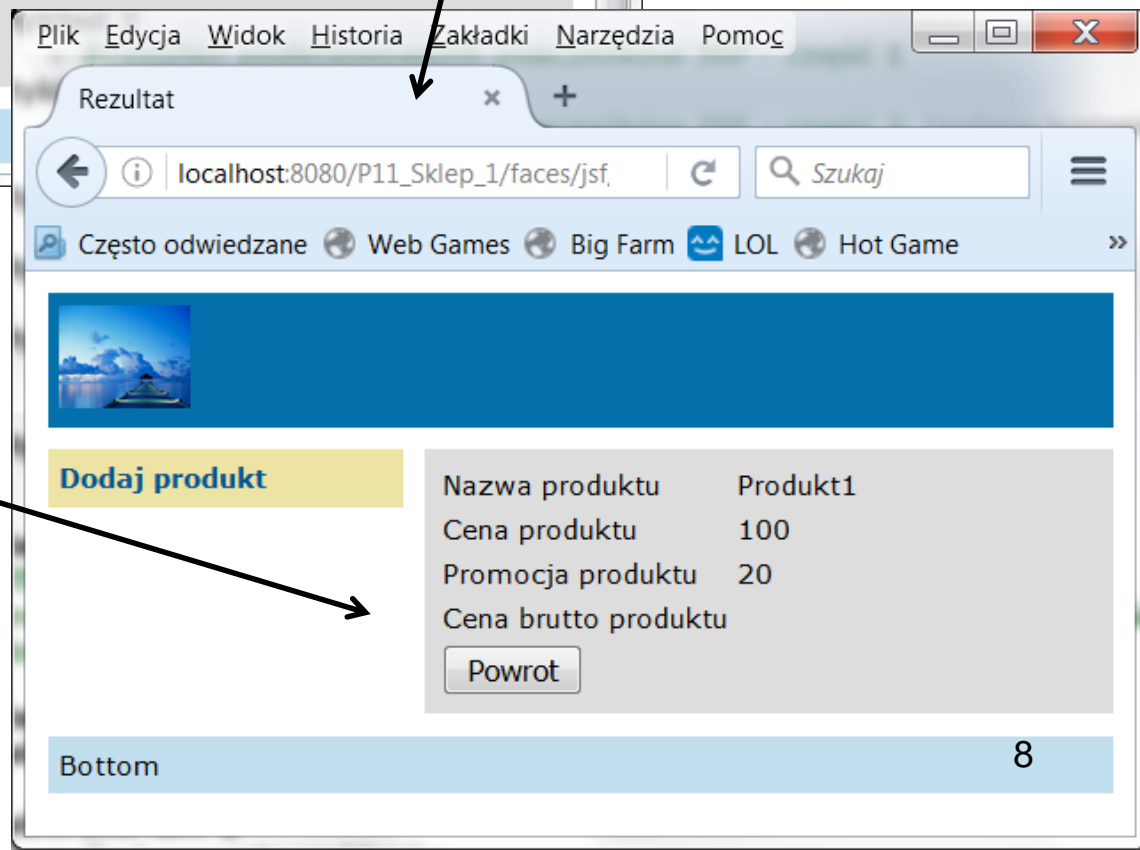 Plik Edycja Widok Historia Zakładki Narzędzia Pomoc
Rezultat
localhost:8080/P11_Sklep_1/faces/jsf,
Szukaj
Często odwiedzane Web Games Big Farm LOL Hot Game »
Dodaj produkt
Nazwa produktu Produkt1
Cena produktu 100
Promocja produktu 20
Cena brutto produktu
Powrot
Bottom
8